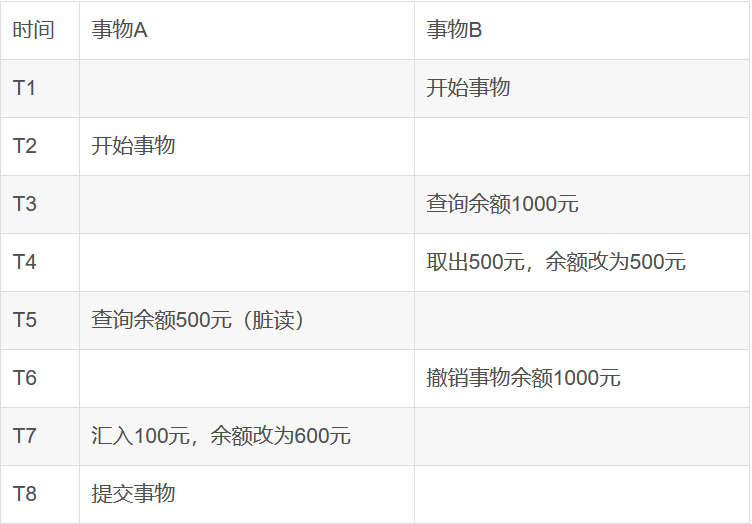 时间 事物A 事物B
T1 开始事物
T2 开始事物
T3 查询余额1000元
T4 取出500元，余额改为500元
T5 查询余额500元（脏读）
T6 撤销事物余额1000元
T7 汇入100元，余额改为600元
T8 提交事物